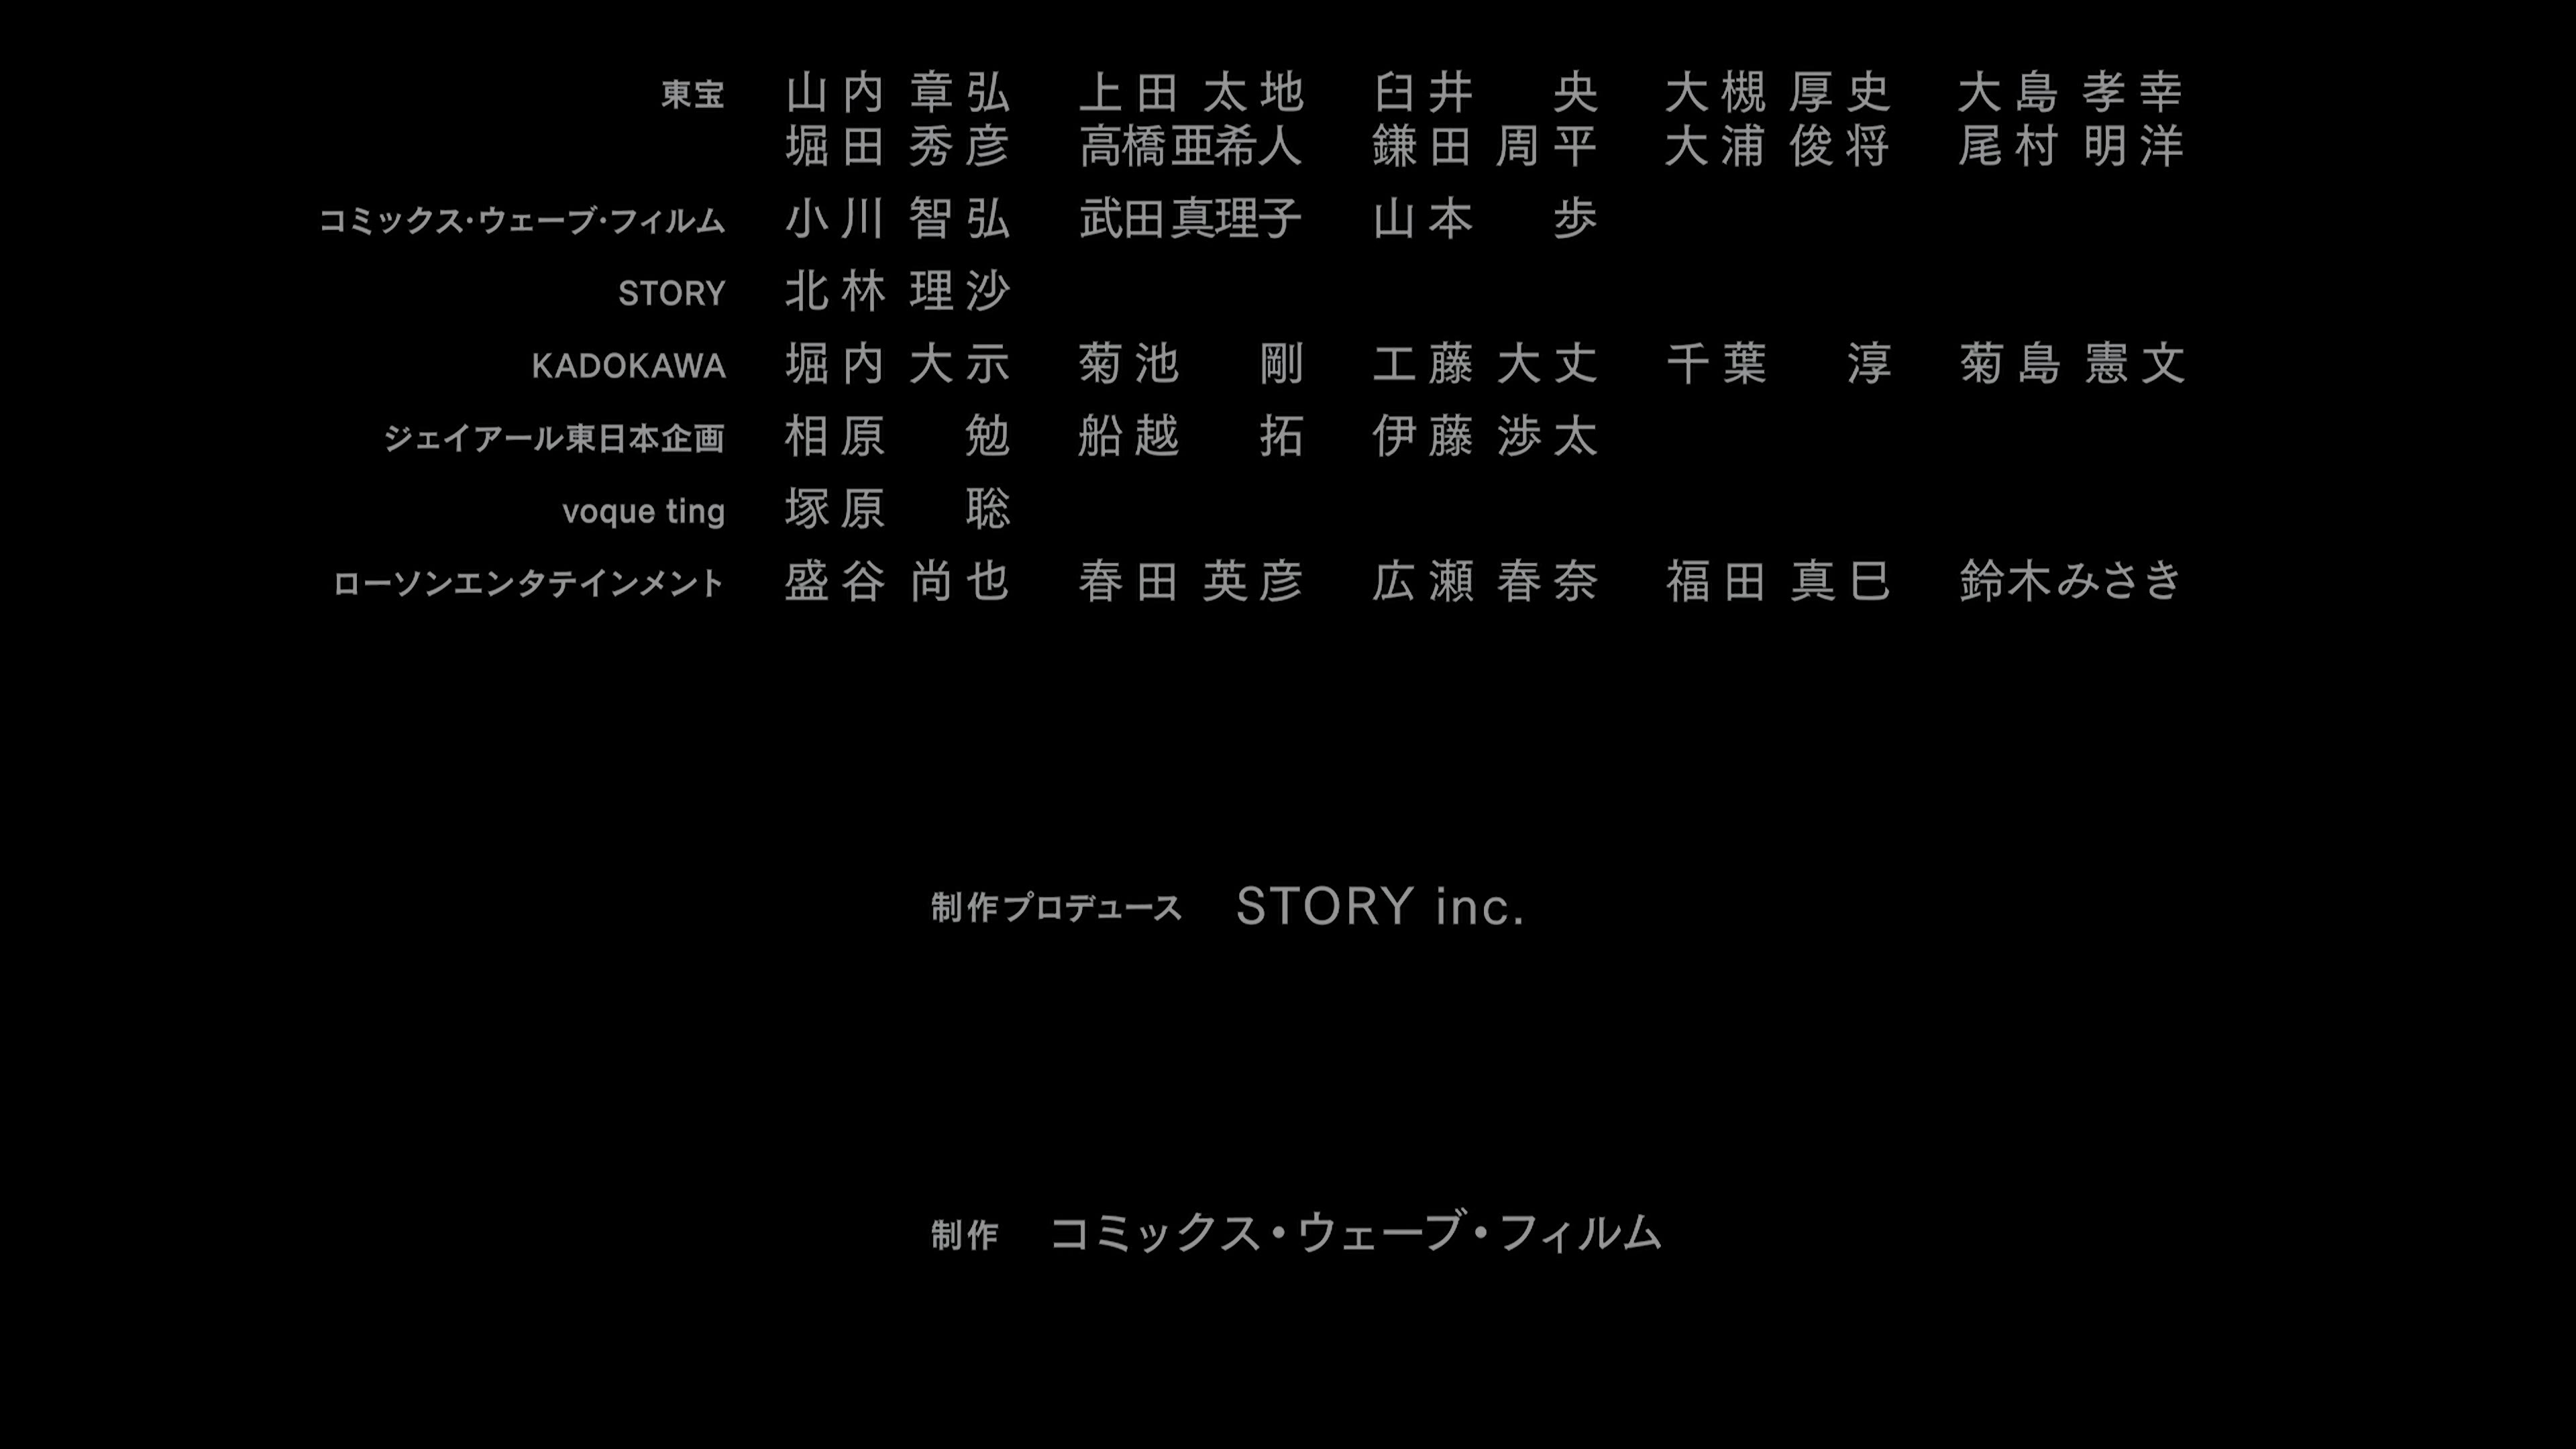 東宝 山内章弘 上田太地 臼井央 大槻厚史 大島孝幸
堀田秀彦 高橋亜希人 鎌田周平 大浦俊将 尾村明洋
コミックス・ウェーブ・フィルム 小川智弘 武田真理子 山本歩
STORY 北林理沙
KADOKAWA 堀内大示 菊池剛 工藤大丈 千葉淳 菊島憲文
ジェイアール東日本企画 相原勉 船越拓 伊藤渉太
voque ting 塚原聡
ローソンエンタテインメント 盛谷尚也 春田英彦 広瀬春奈 福田真巳 鈴木みさき
制作プロデュース STORY inc.
制作 コミックス・ウェーブ・フィルム